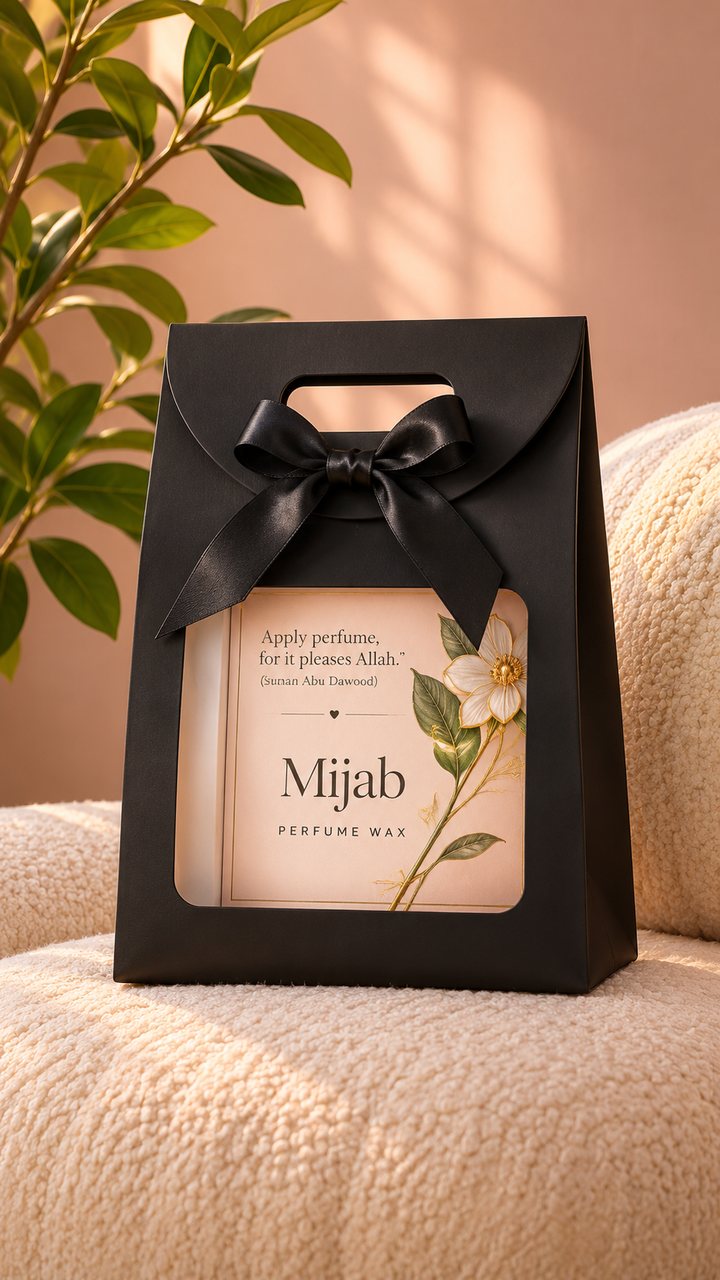 Apply perfume,
for it pleases Allah.”
(Sunan Abu Dawood)
Mijab
PERFUME WAX